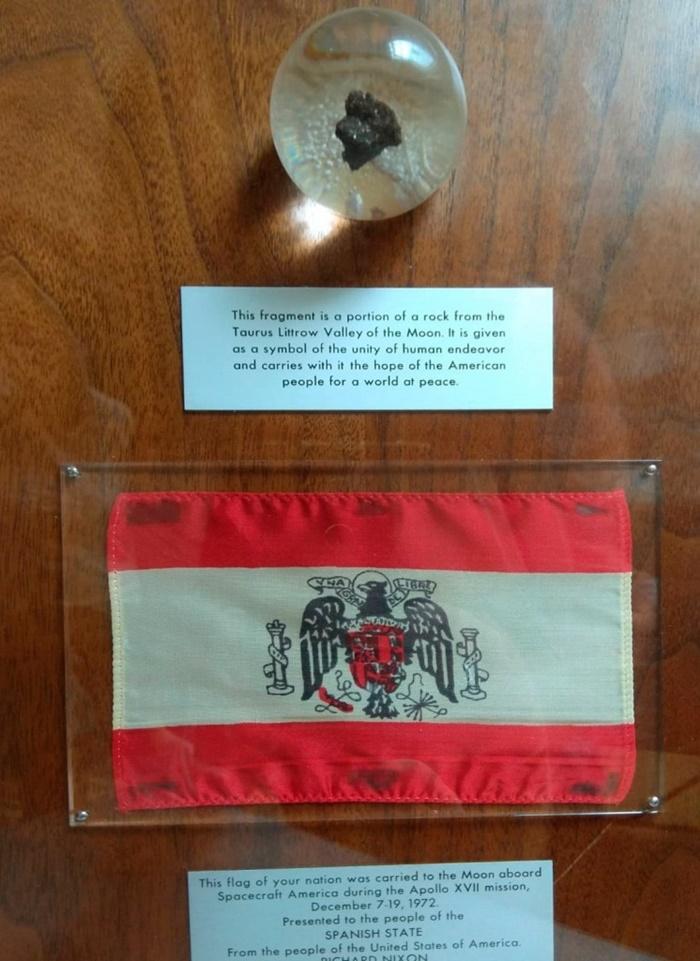 This fragment is a portion of a rock from the
Taurus Littrow Valley of the Moon. It is given
as a symbol of the unity of human endeavor
and carries with it the hope of the American
people for a world at peace.
VNA
GRANDE
LIBRE
This flag of your nation was carried to the Moon aboard
Spacecraft America during the Apollo XVII mission,
December 7-19, 1972.
Presented to the people of the
SPANISH STATE
From the people of the United States of America.
RICHARD NIXON